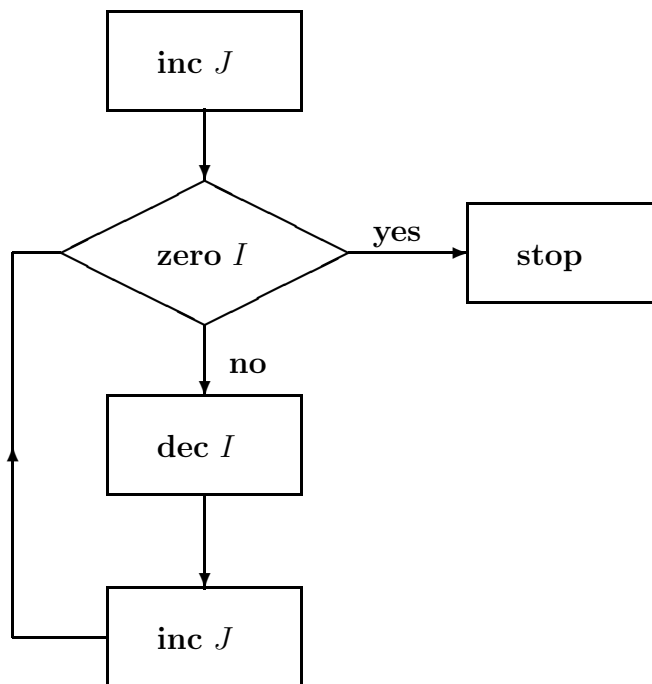 inc J
zero I
yes
stop
no
dec I
inc J